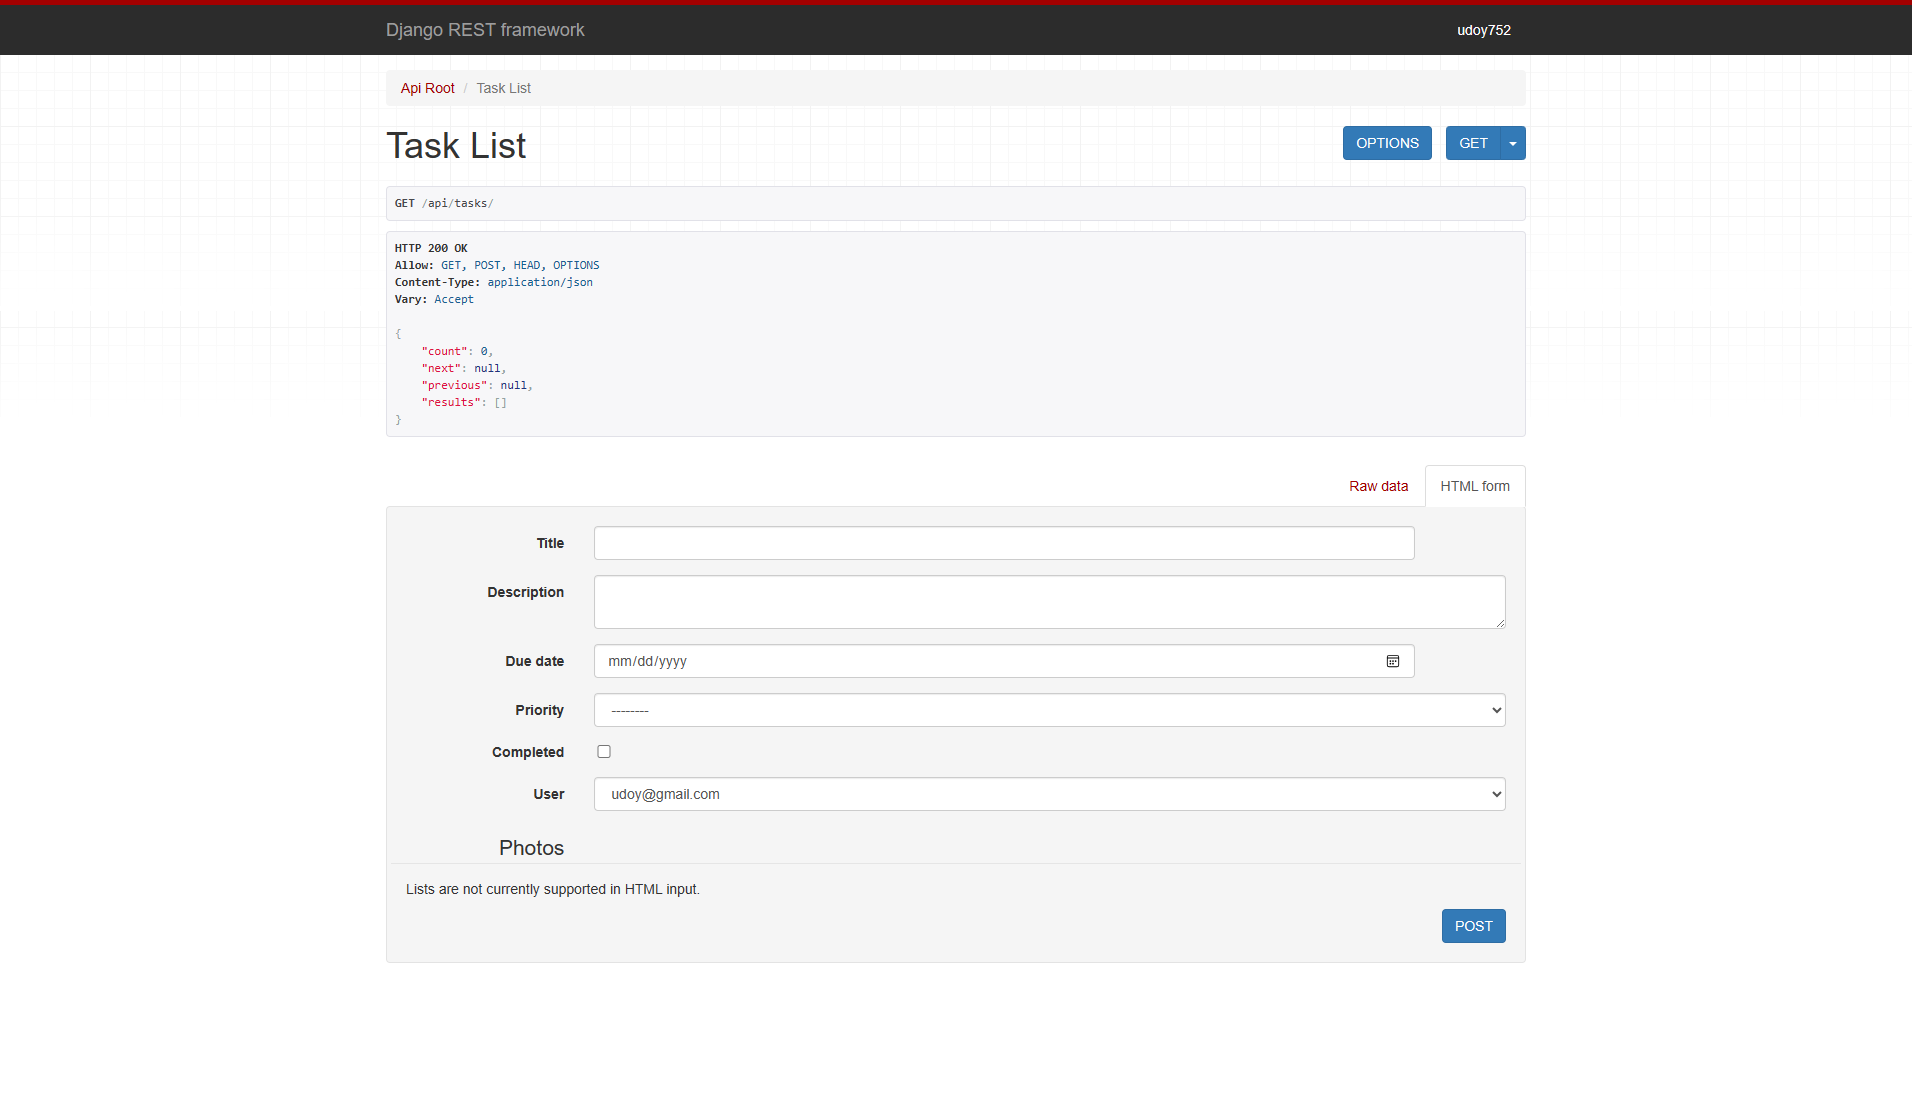 Django REST framework
udoy752
Api Root / Task List
Task List
OPTIONS
GET
GET /api/tasks/
HTTP 200 OK
Allow: GET, POST, HEAD, OPTIONS
Content-Type: application/json
Vary: Accept
{
    "count": 0,
    "next": null,
    "previous": null,
    "results": []
}
Raw data
HTML form
Title
Description
Due date
mm/dd/yyyy
Priority
--------
Completed
User
udoy@gmail.com
Photos
Lists are not currently supported in HTML input.
POST